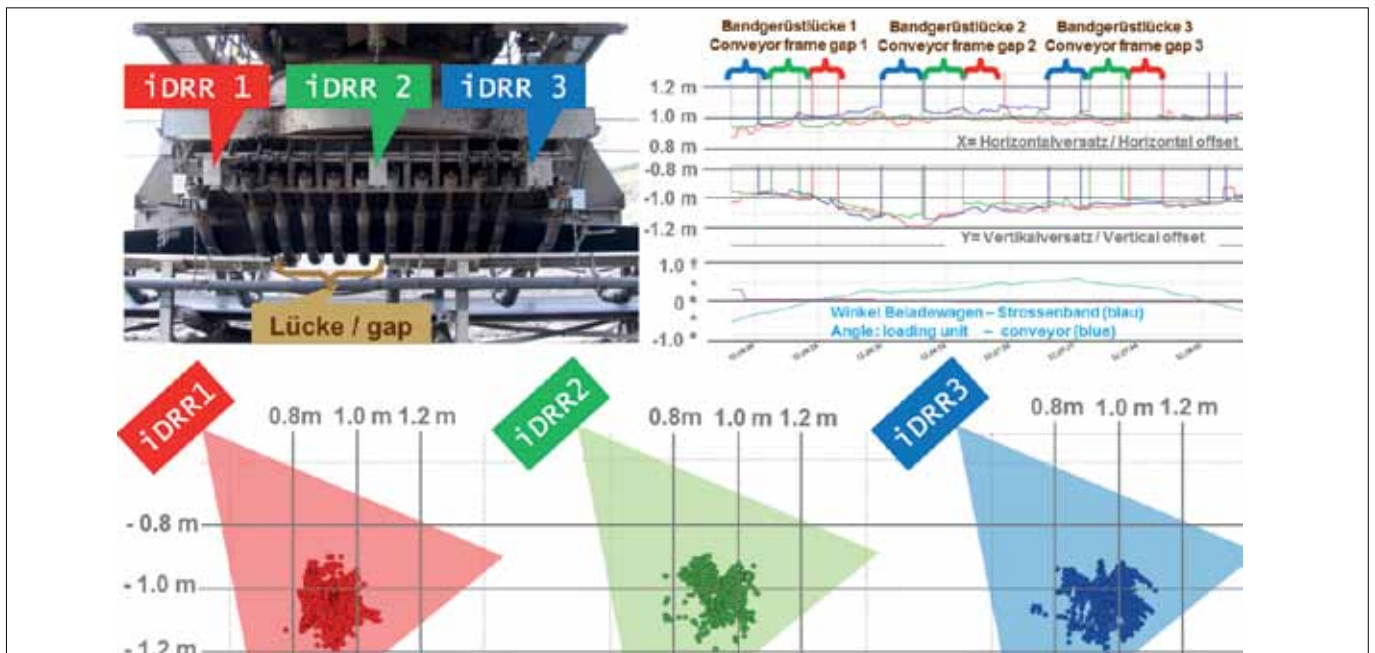 Bandgerüstlücke 1 Bandgerüstlücke 2 Bandgerüstlücke 3
Conveyor frame gap 1 Conveyor frame gap 2 Conveyor frame gap 3
iDRR 1 iDRR 2 iDRR 3
1.2 m
1.0 m
0.8 m
X= Horizontalversatz / Horizontal offset
-0.8 m
-1.0 m
-1.2 m
Y= Vertikalversatz / Vertical offset
Lücke / gap
1.0 °
0 °
-1.0 °
Winkel Beladewagen – Strossenband (blau)
Angle: loading unit – conveyor (blue)
iDRR1 iDRR2 iDRR3
0.8m 1.0 m 1.2 m
0.8m 1.0 m 1.2 m
0.8m 1.0 m 1.2 m
- 0.8 m
- 1.0 m
- 1.2 m